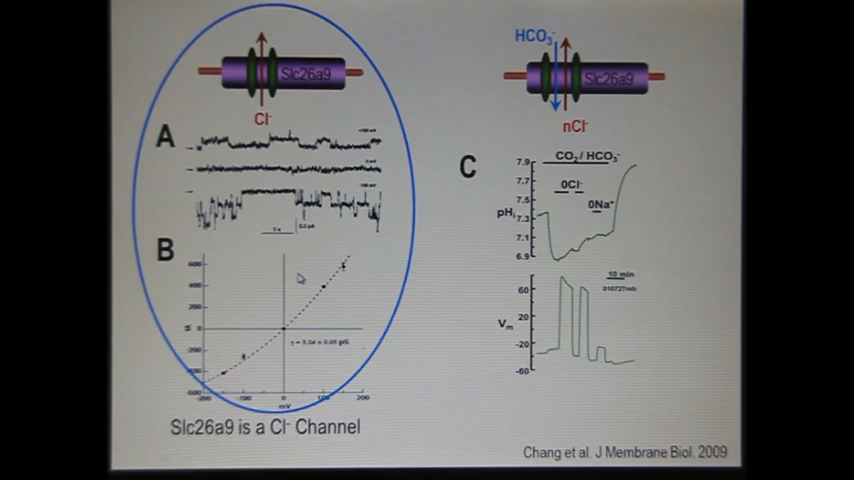 HCO3-
Slc26a9
Slc26a9
Cl-
nCl-
A
C
CO2 / HCO3-
0Cl-
0Na+
7.9
7.7
7.5
pHi
7.3
7.1
6.9
B
600
400
200
0
-200
-400
-600
-200
-100
0
100
200
mV
10 min
010727mb
60
20
Vm
-20
-60
Slc26a9 is a Cl- Channel
Chang et al. J Membrane Biol. 2009